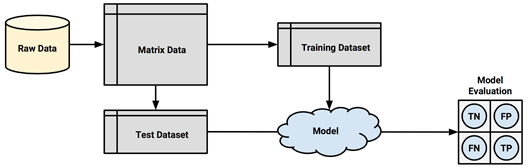 Raw Data
Matrix Data
Training Dataset
Test Dataset
Model
Model
Evaluation
TN FP
FN TP